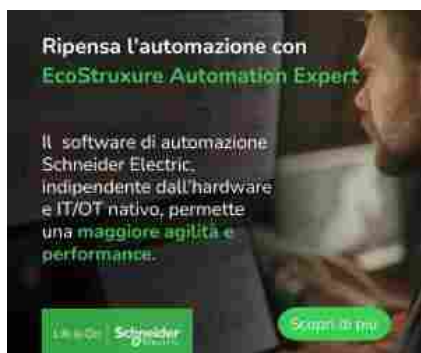 Ripensa l'automazione con
EcoStruxure Automation Expert
Il software di automazione
Schneider Electric,
indipendente dall'hardware
e IT/OT nativo, permette
una maggiore agilità e
performance.
Life Is On | Schneider
Electric
Scopri di più